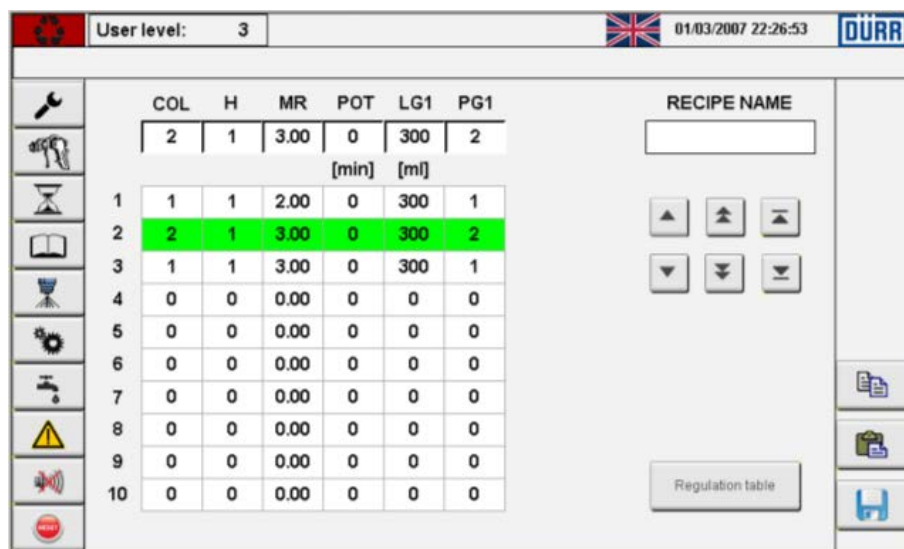 User level: 3 01/03/2007 22:26:53 DÜRR
COL H MR POT LG1 PG1 RECIPE NAME
2 1 3.00 0 300 2
[min] [ml]
1 1 1 2.00 0 300 1
2 2 1 3.00 0 300 2
3 1 1 3.00 0 300 1
4 0 0 0.00 0 0 0
5 0 0 0.00 0 0 0
6 0 0 0.00 0 0 0
7 0 0 0.00 0 0 0
8 0 0 0.00 0 0 0
9 0 0 0.00 0 0 0
10 0 0 0.00 0 0 0
Regulation table
RESET